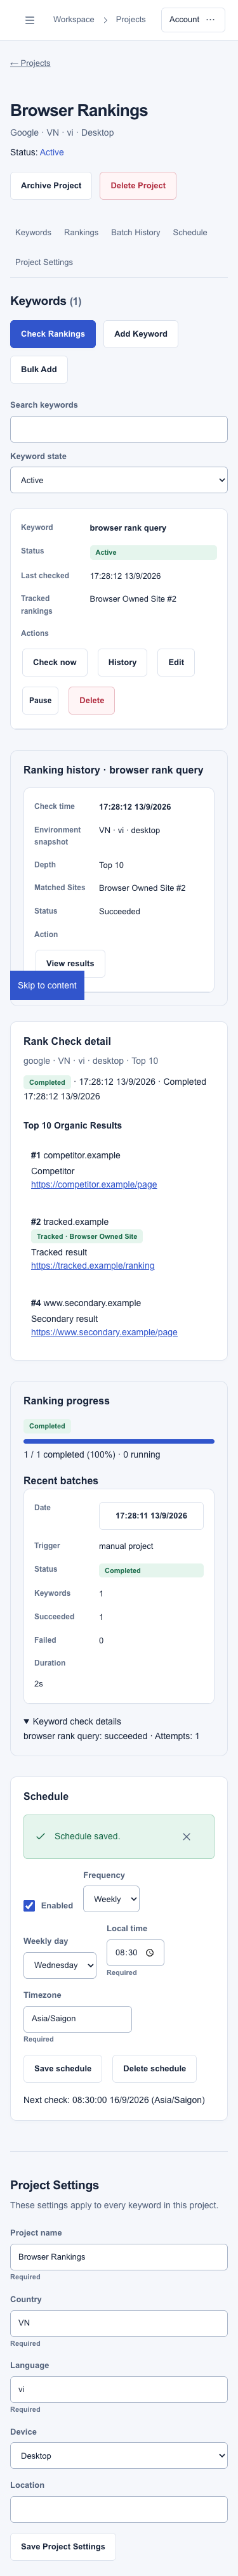 Workspace > Projects Account ...
← Projects
Browser Rankings
Google · VN · vi · Desktop
Status: Active
Archive Project Delete Project
Keywords Rankings Batch History Schedule
Project Settings
Keywords (1)
Check Rankings Add Keyword
Bulk Add
Search keywords
Keyword state
Active
Keyword browser rank query
Status Active
Last checked 17:28:12 13/9/2026
Tracked Browser Owned Site #2
rankings
Actions
Check now History Edit
Pause Delete
Ranking history · browser rank query
Check time 17:28:12 13/9/2026
Environment VN · vi · desktop
snapshot
Depth Top 10
Matched Sites Browser Owned Site #2
Status Succeeded
Action
View results
Skip to content
Rank Check detail
google · VN · vi · desktop · Top 10
Completed · 17:28:12 13/9/2026 · Completed
17:28:12 13/9/2026
Top 10 Organic Results
#1 competitor.example
Competitor
https://competitor.example/page
#2 tracked.example
Tracked · Browser Owned Site
Tracked result
https://tracked.example/ranking
#4 www.secondary.example
Secondary result
https://www.secondary.example/page
Ranking progress
Completed
1 / 1 completed (100%) · 0 running
Recent batches
Date 17:28:11 13/9/2026
Trigger manual project
Status Completed
Keywords 1
Succeeded 1
Failed 0
Duration
2s
▼ Keyword check details
browser rank query: succeeded · Attempts: 1
Schedule
Schedule saved.
Frequency
Enabled Weekly
Local time
Weekly day
08:30
Wednesday
Required
Timezone
Asia/Saigon
Required
Save schedule Delete schedule
Next check: 08:30:00 16/9/2026 (Asia/Saigon)
Project Settings
These settings apply to every keyword in this project.
Project name
Browser Rankings
Required
Country
VN
Required
Language
vi
Required
Device
Desktop
Location
Save Project Settings